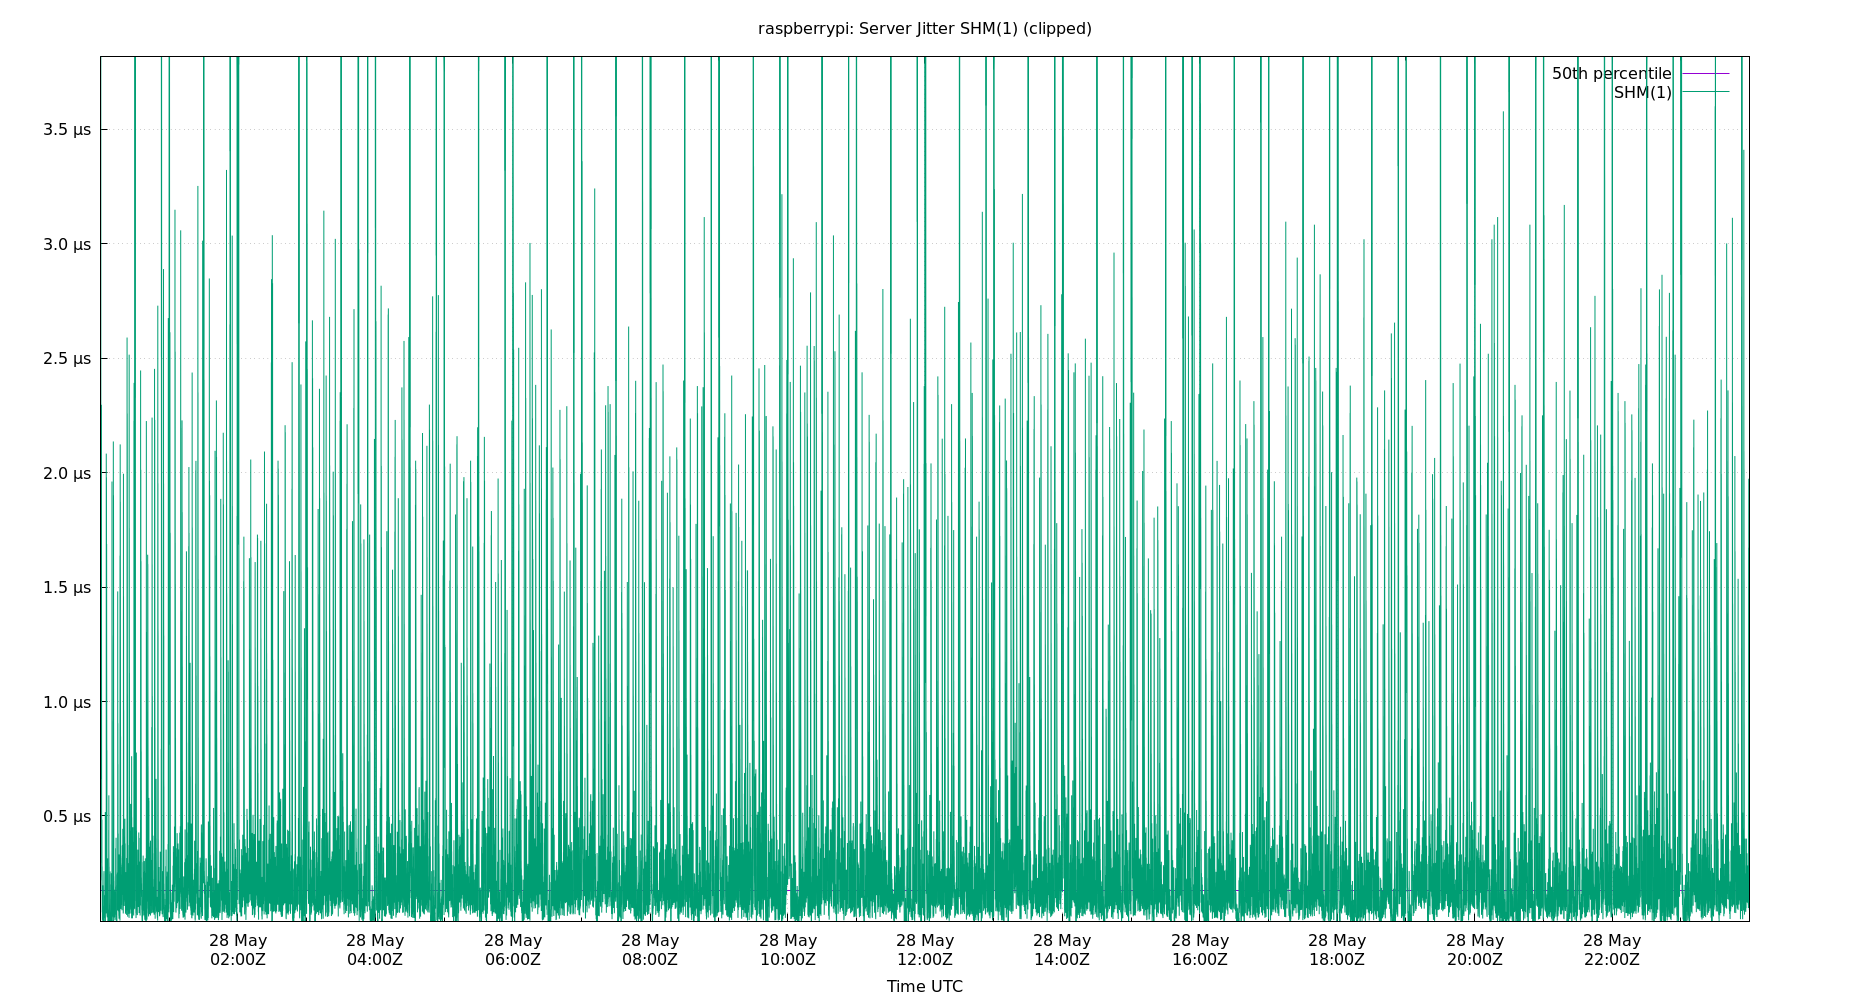 raspberrypi: Server Jitter SHM(1) (clipped)
50th percentile
SHM(1)
3.5 µs
3.0 µs
2.5 µs
2.0 µs
1.5 µs
1.0 µs
0.5 µs
28 May 28 May 28 May 28 May 28 May 28 May 28 May 28 May 28 May 28 May 28 May
02:00Z 04:00Z 06:00Z 08:00Z 10:00Z 12:00Z 14:00Z 16:00Z 18:00Z 20:00Z 22:00Z
Time UTC